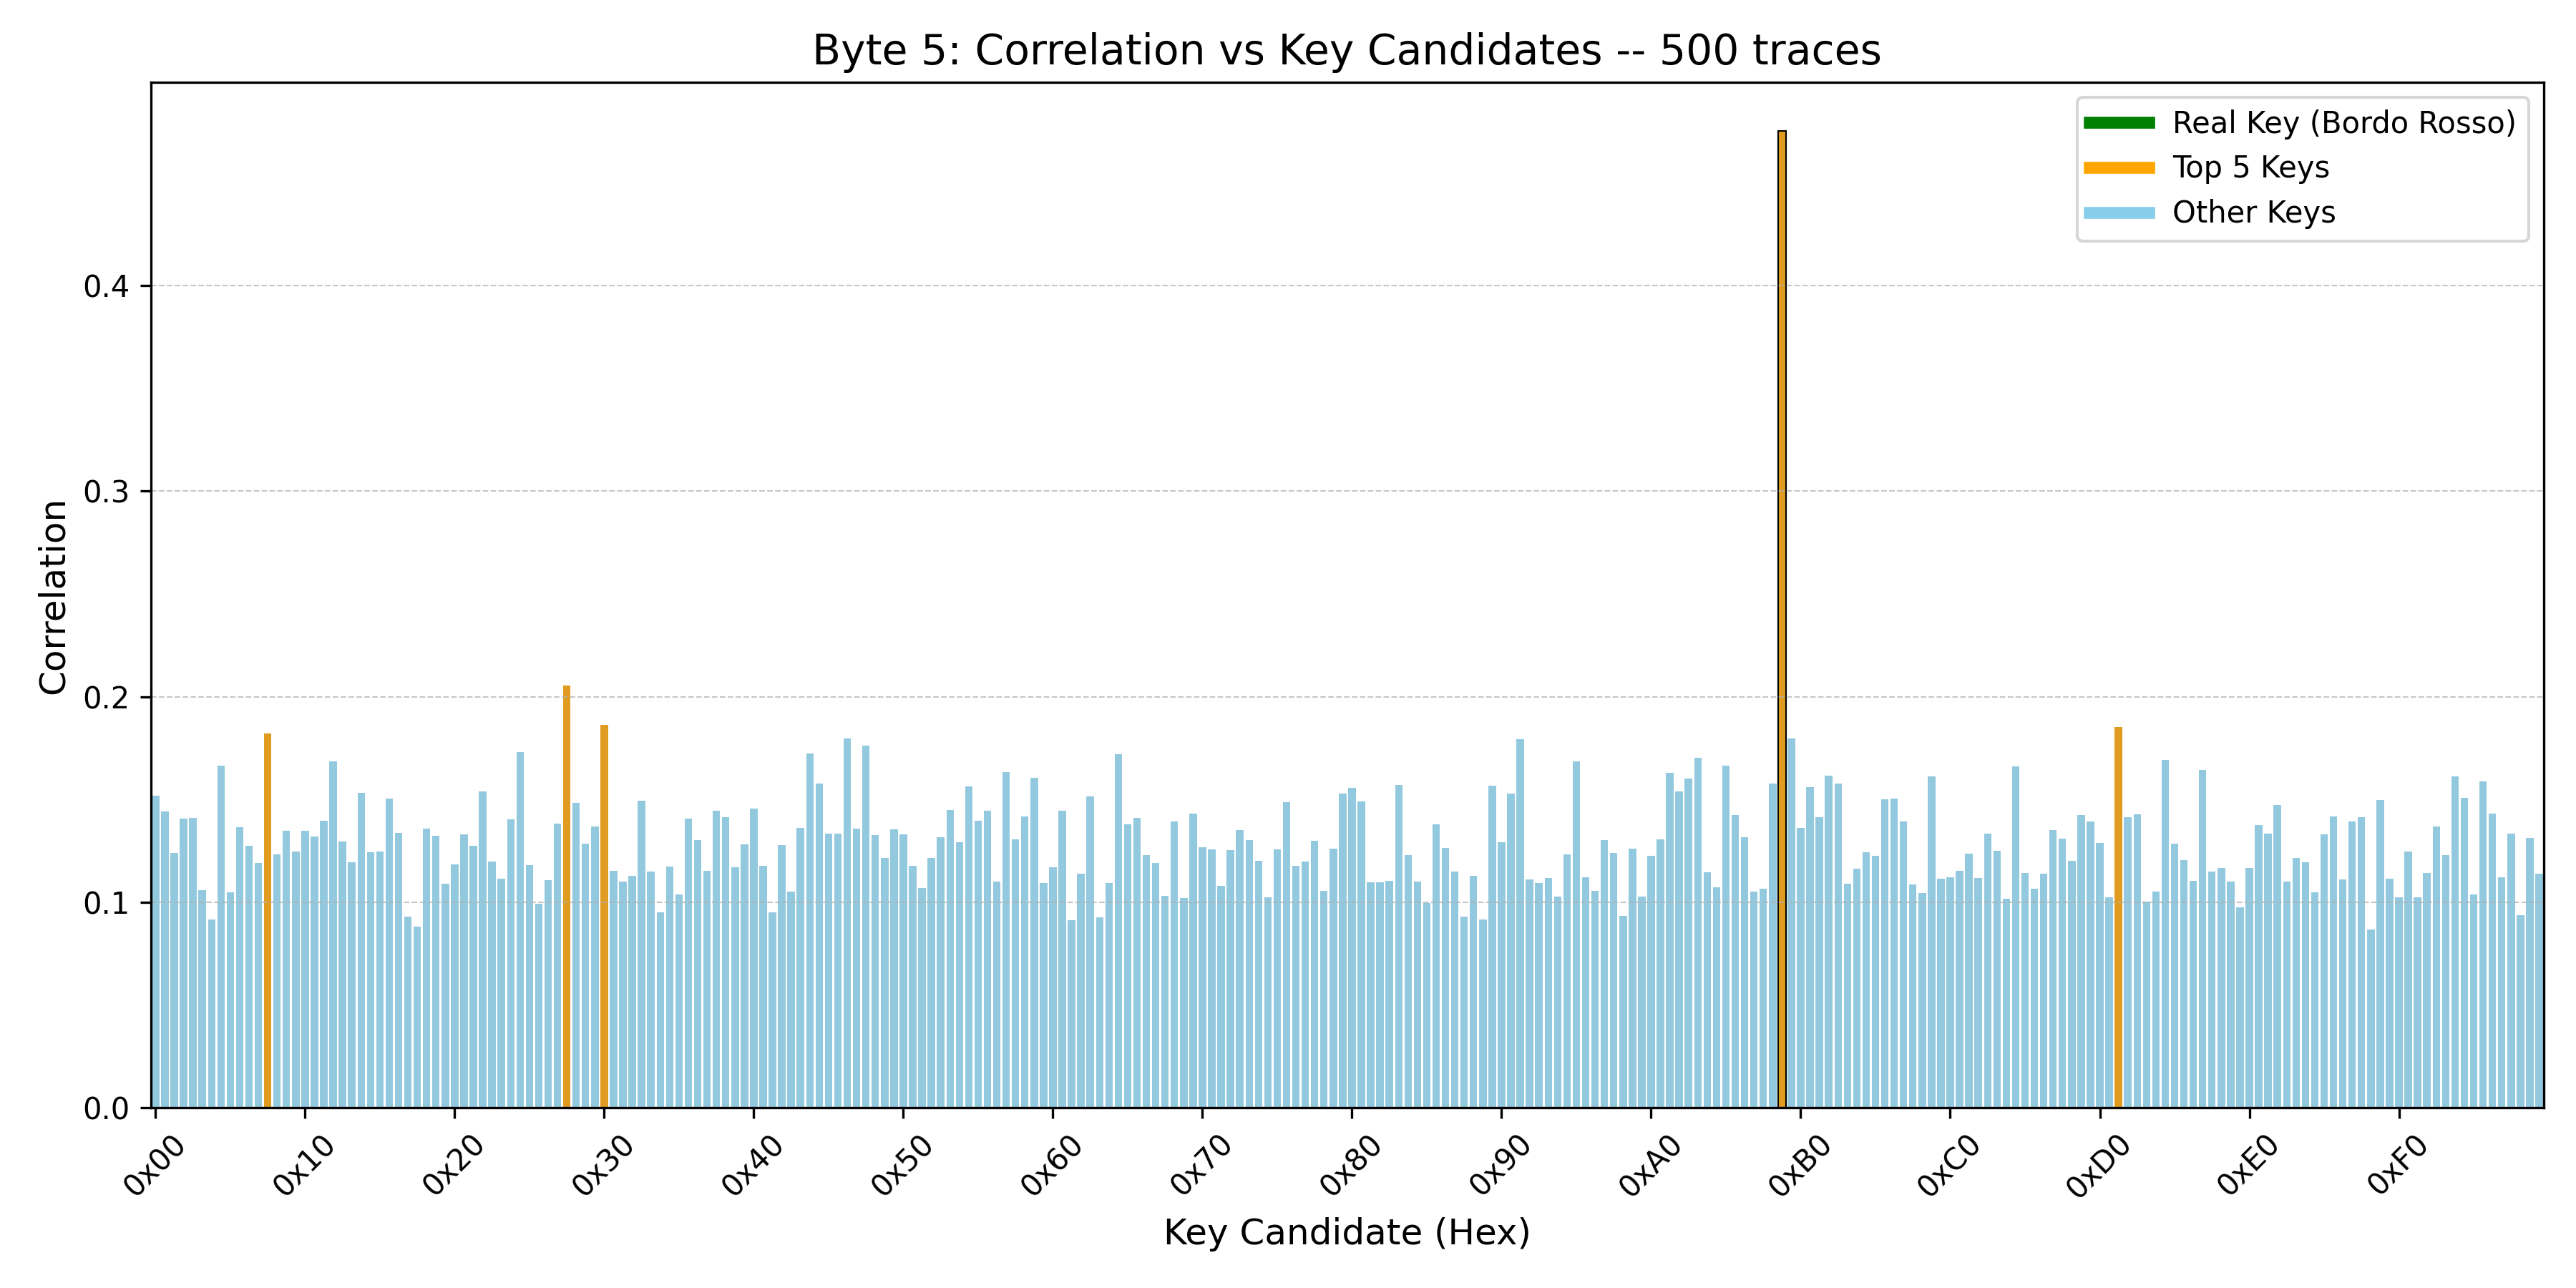 Byte 5: Correlation vs Key Candidates -- 500 traces
Real Key (Bordo Rosso)
Top 5 Keys
Other Keys
Correlation
0.4
0.3
0.2
0.1
0.0
0x00 0x10 0x20 0x30 0x40 0x50 0x60 0x70 0x80 0x90 0xA0 0xB0 0xC0 0xD0 0xE0 0xF0
Key Candidate (Hex)